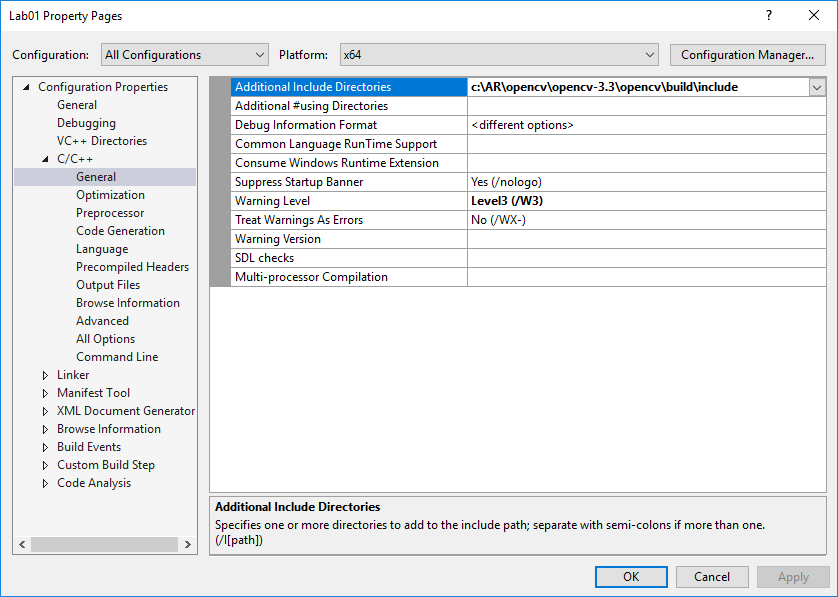 Lab01 Property Pages
Configuration: All Configurations Platform: x64 Configuration Manager...
Configuration Properties
General
Debugging
VC++ Directories
C/C++
General
Optimization
Preprocessor
Code Generation
Language
Precompiled Headers
Output Files
Browse Information
Advanced
All Options
Command Line
Linker
Manifest Tool
XML Document Generator
Browse Information
Build Events
Custom Build Step
Code Analysis
Additional Include Directories c:\AR\opencv\opencv-3.3\opencv\build\include
Additional #using Directories
Debug Information Format <different options>
Common Language RunTime Support
Consume Windows Runtime Extension
Suppress Startup Banner Yes (/nologo)
Warning Level Level3 (/W3)
Treat Warnings As Errors No (/WX-)
Warning Version
SDL checks
Multi-processor Compilation
Additional Include Directories
Specifies one or more directories to add to the include path; separate with semi-colons if more than one.
(/I[path])
OK Cancel Apply